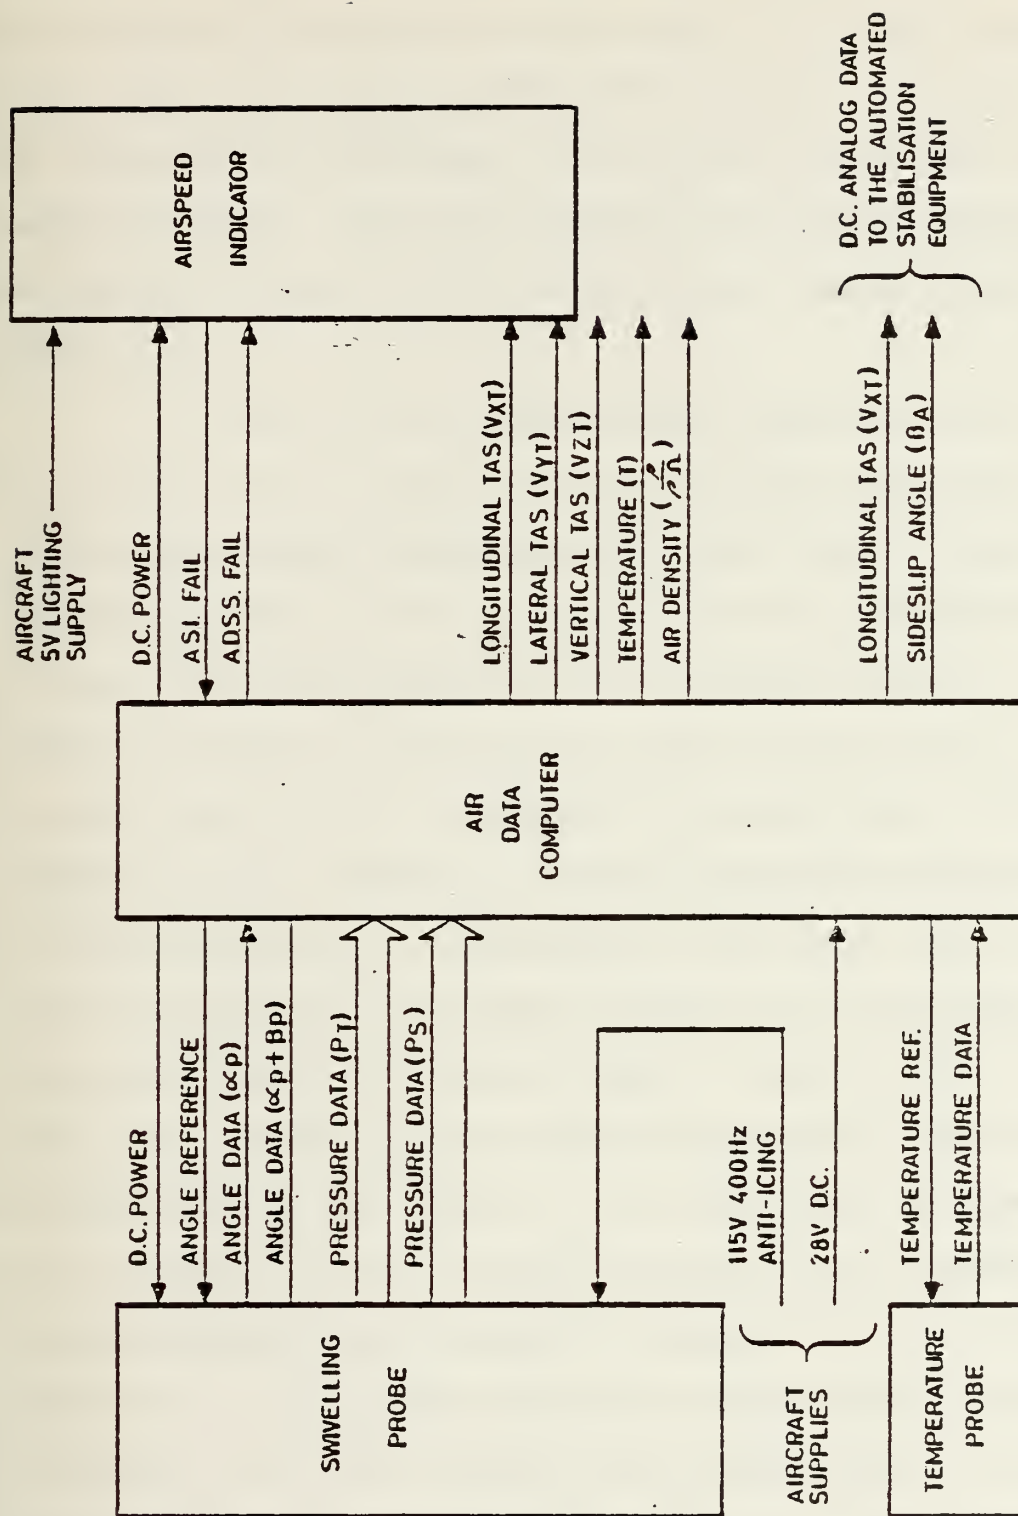 SWIVELLING
PROBE
D.C. POWER
ANGLE REFERENCE
ANGLE DATA (αp)
ANGLE DATA (αp + βp)
PRESSURE DATA (PT)
PRESSURE DATA (PS)
115V 400Hz
ANTI-ICING
28V D.C.
AIRCRAFT
SUPPLIES
TEMPERATURE REF.
TEMPERATURE DATA
TEMPERATURE
PROBE
AIR
DATA
COMPUTER
AIRCRAFT
5V LIGHTING
SUPPLY
D.C. POWER
A.S.I. FAIL
A.D.S.S. FAIL
LONGITUDINAL TAS (VXT)
LATERAL TAS (VYT)
VERTICAL TAS (VZT)
TEMPERATURE (T)
AIR DENSITY
LONGITUDINAL TAS (VXT)
SIDESLIP ANGLE (βA)
AIRSPEED
INDICATOR
D.C. ANALOG DATA
TO THE AUTOMATED
STABILISATION
EQUIPMENT